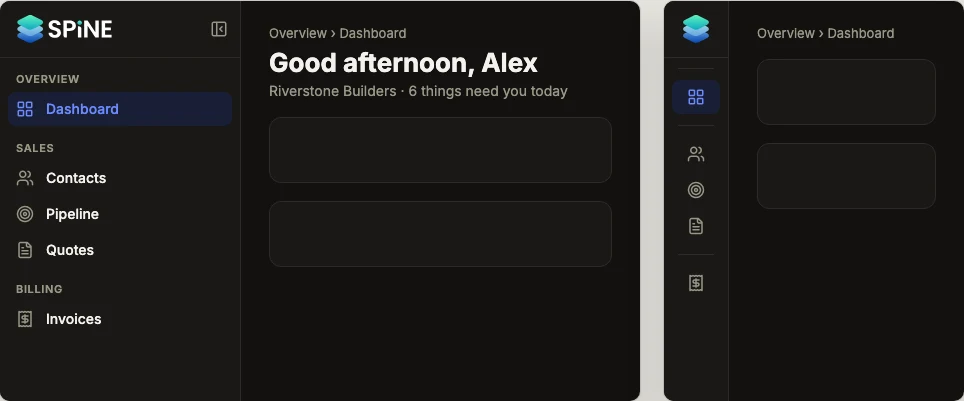 SPiNE
OVERVIEW
Dashboard
SALES
Contacts
Pipeline
Quotes
BILLING
Invoices
Overview › Dashboard
Good afternoon, Alex
Riverstone Builders · 6 things need you today
Overview › Dashboard